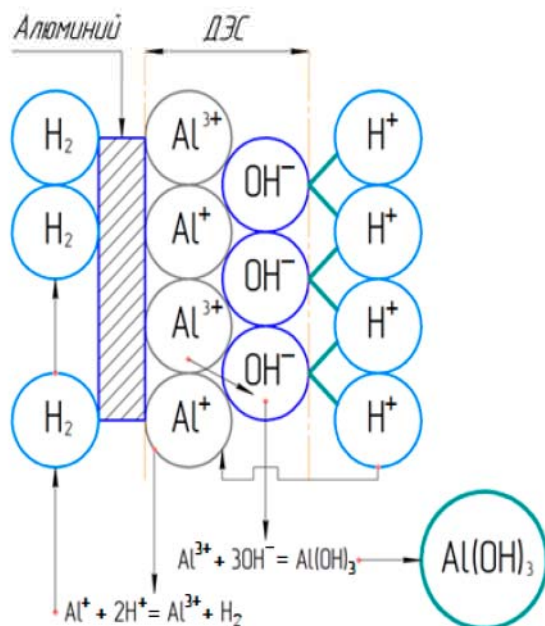 Алюминий
ДЭС
H₂
Al³⁺
H⁺
OH⁻
H₂
Al⁺
H⁺
OH⁻
Al³⁺
H⁺
OH⁻
H₂
Al⁺
H⁺
Al³⁺ + 3OH⁻ = Al(OH)₃
Al(OH)₃
Al⁺ + 2H⁺ = Al³⁺ + H₂